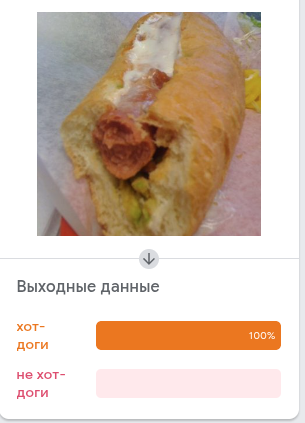 Выходные данные
хот-
доги
100%
не хот-
доги